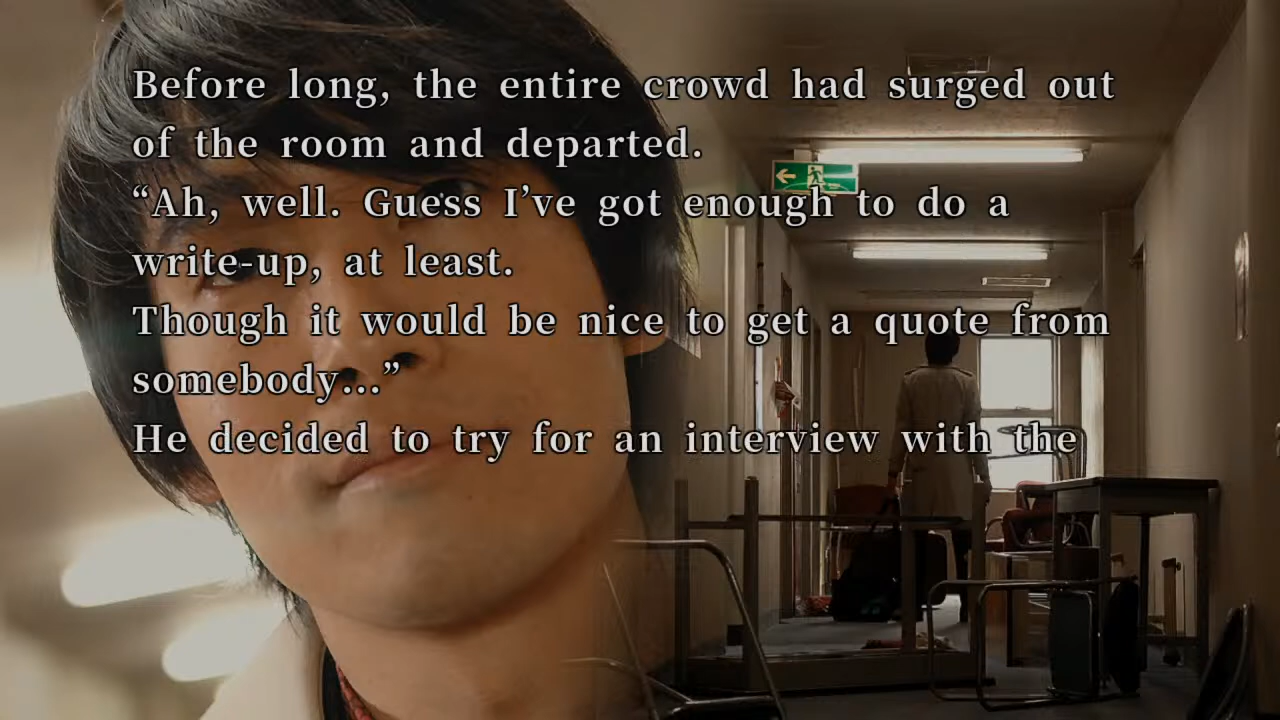 Before long, the entire crowd had surged out
of the room and departed.
“Ah, well. Guess I’ve got enough to do a
write-up, at least.
Though it would be nice to get a quote from
somebody...”
He decided to try for an interview with the